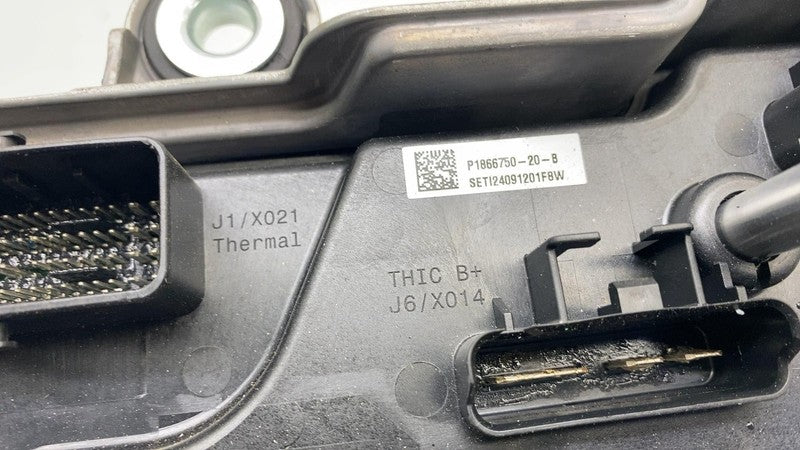 P1866750-20-B
SETI24091201F8W
J1/X021
Thermal
THIC B+
J6/X014